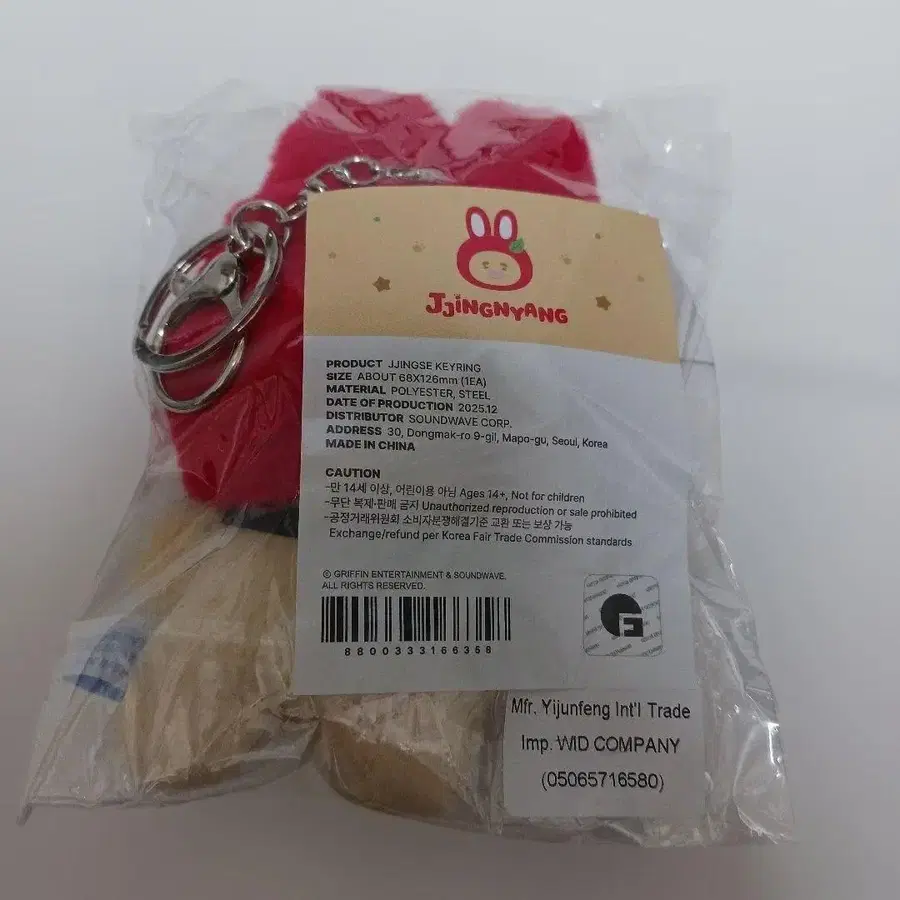 JJiNGNYANG
PRODUCT JJINGSE KEYRING
SIZE ABOUT 68X126mm (1EA)
MATERIAL POLYESTER, STEEL
DATE OF PRODUCTION 2025.12
DISTRIBUTOR SOUNDWAVE CORP.
ADDRESS 30, Dongmak-ro 9-gil, Mapo-gu, Seoul, Korea
MADE IN CHINA
CAUTION
-만 14세 이상, 어린이용 아님 Ages 14+, Not for children
-무단 복제·판매 금지 Unauthorized reproduction or sale prohibited
-공정거래위원회 소비자분쟁해결기준 교환 또는 보상 가능
Exchange/refund per Korea Fair Trade Commission standards
© GRIFFIN ENTERTAINMENT & SOUNDWAVE.
ALL RIGHTS RESERVED.
8800333166358
Mfr. Yijunfeng Int'l Trade
Imp. WID COMPANY
(05065716580)